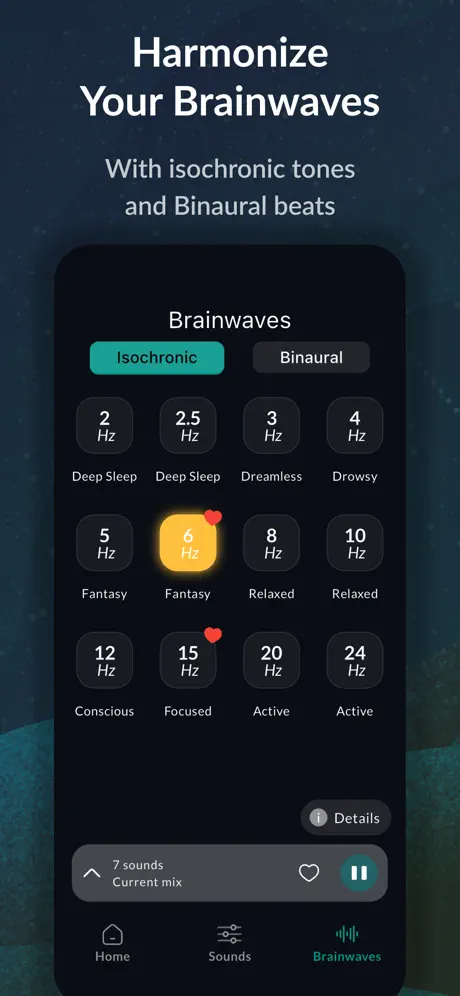 Harmonize
Your Brainwaves
With isochronic tones
and Binaural beats
Brainwaves
Isochronic
Binaural
2
Hz
Deep Sleep
2.5
Hz
Deep Sleep
3
Hz
Dreamless
4
Hz
Drowsy
5
Hz
Fantasy
6
Hz
Fantasy
8
Hz
Relaxed
10
Hz
Relaxed
12
Hz
Conscious
15
Hz
Focused
20
Hz
Active
24
Hz
Active
i
Details
7 sounds
Current mix
Home
Sounds
Brainwaves